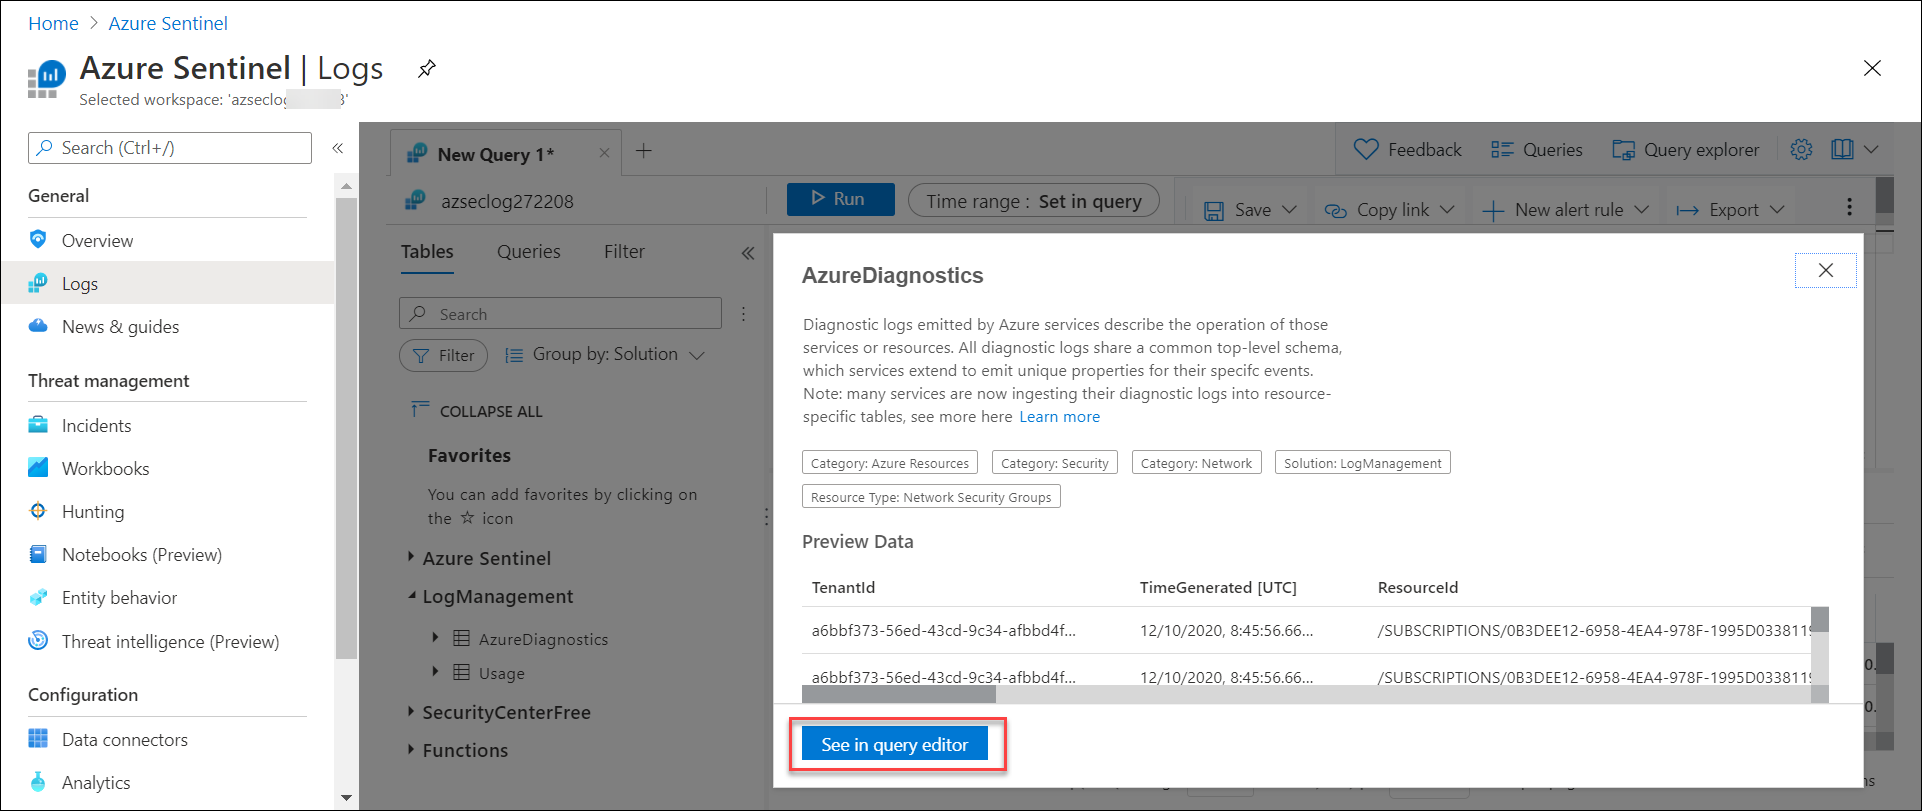 Home > Azure Sentinel
Azure Sentinel | Logs
Selected workspace: 'azseclog 3'
Search (Ctrl+/)
«
General
Overview
Logs
News & guides
Threat management
Incidents
Workbooks
Hunting
Notebooks (Preview)
Entity behavior
Threat intelligence (Preview)
Configuration
Data connectors
Analytics
New Query 1*
Feedback
Queries
Query explorer
azseclog272208
Run
Time range : Set in query
Save
Copy link
New alert rule
Export
Tables
Queries
Filter
«
Search
Filter
Group by: Solution
COLLAPSE ALL
Favorites
You can add favorites by clicking on
the ☆ icon
Azure Sentinel
LogManagement
AzureDiagnostics
Usage
SecurityCenterFree
Functions
AzureDiagnostics
Diagnostic logs emitted by Azure services describe the operation of those
services or resources. All diagnostic logs share a common top-level schema,
which services extend to emit unique properties for their specifc events.
Note: many services are now ingesting their diagnostic logs into resource-
specific tables, see more here Learn more
Category: Azure Resources
Category: Security
Category: Network
Solution: LogManagement
Resource Type: Network Security Groups
Preview Data
TenantId
TimeGenerated [UTC]
ResourceId
a6bbf373-56ed-43cd-9c34-afbbd4f...
12/10/2020, 8:45:56.66...
/SUBSCRIPTIONS/0B3DEE12-6958-4EA4-978F-1995D0338119
a6bbf373-56ed-43cd-9c34-afbbd4f...
12/10/2020, 8:45:56.66...
/SUBSCRIPTIONS/0B3DEE12-6958-4EA4-978F-1995D0338119
See in query editor